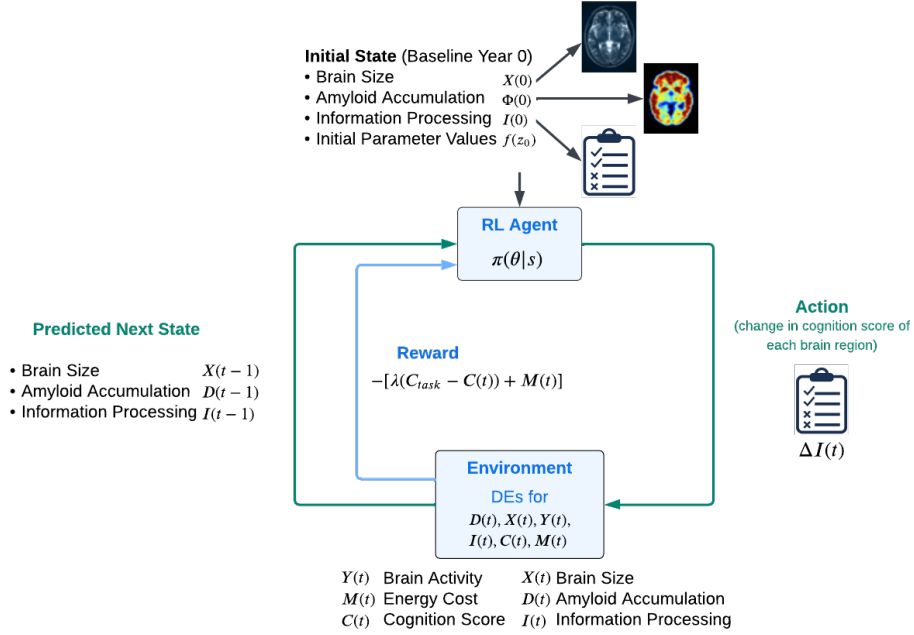 Initial State (Baseline Year 0)
• Brain Size X(0)
• Amyloid Accumulation Φ(0)
• Information Processing I(0)
• Initial Parameter Values f(z₀)
RL Agent
π(θ|s)
Predicted Next State
• Brain Size X(t − 1)
• Amyloid Accumulation D(t − 1)
• Information Processing I(t − 1)
Reward
−[λ(C_task − C(t)) + M(t)]
Action
(change in cognition score of
each brain region)
ΔI(t)
Environment
DEs for
D(t), X(t), Y(t),
I(t), C(t), M(t)
Y(t) Brain Activity X(t) Brain Size
M(t) Energy Cost D(t) Amyloid Accumulation
C(t) Cognition Score I(t) Information Processing